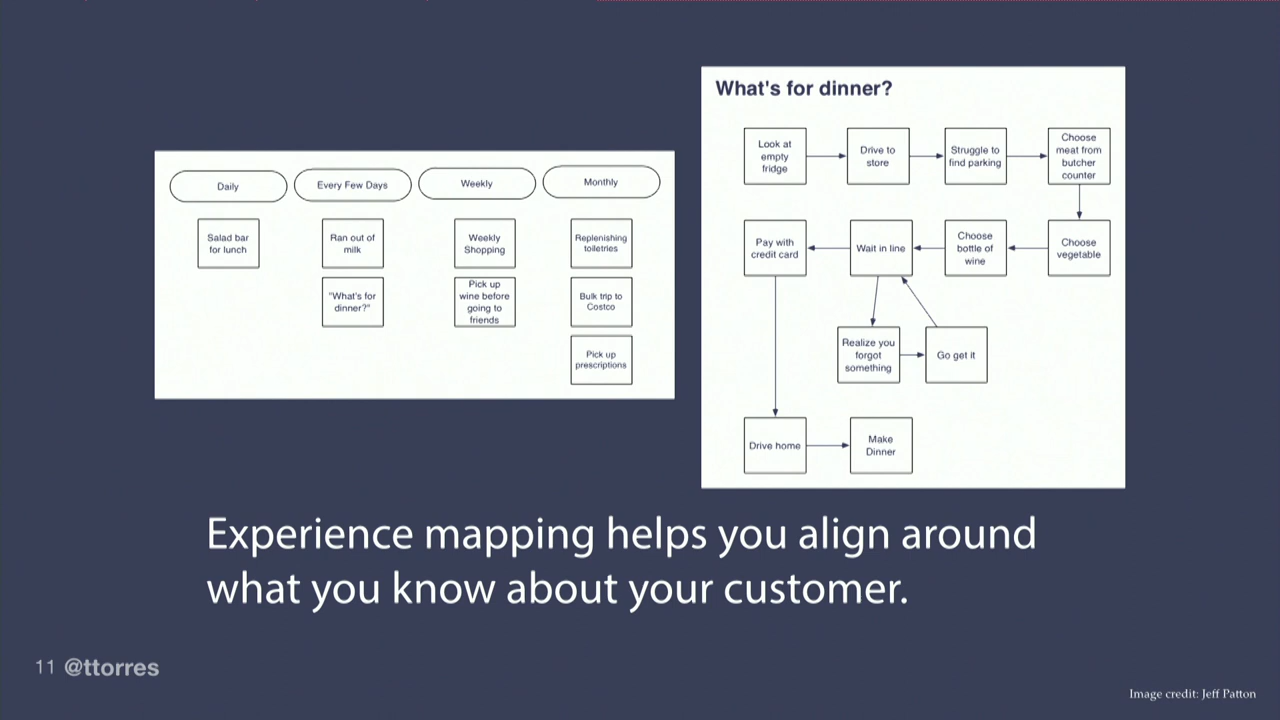 What's for dinner?
Daily
Every Few Days
Weekly
Monthly
Salad bar
for lunch
Ran out of
milk
"What's for
dinner?"
Weekly
Shopping
Pick up
wine before
going to
friends
Replenishing
toiletries
Bulk trip to
Costco
Pick up
prescriptions
Look at
empty
fridge
Drive to
store
Struggle to
find parking
Choose
meat from
butcher
counter
Pay with
credit card
Wait in line
Choose
bottle of
wine
Choose
vegetable
Realize you
forgot
something
Go get it
Drive home
Make
Dinner
Experience mapping helps you align around
what you know about your customer.
11 @ttorres
Image credit: Jeff Patton